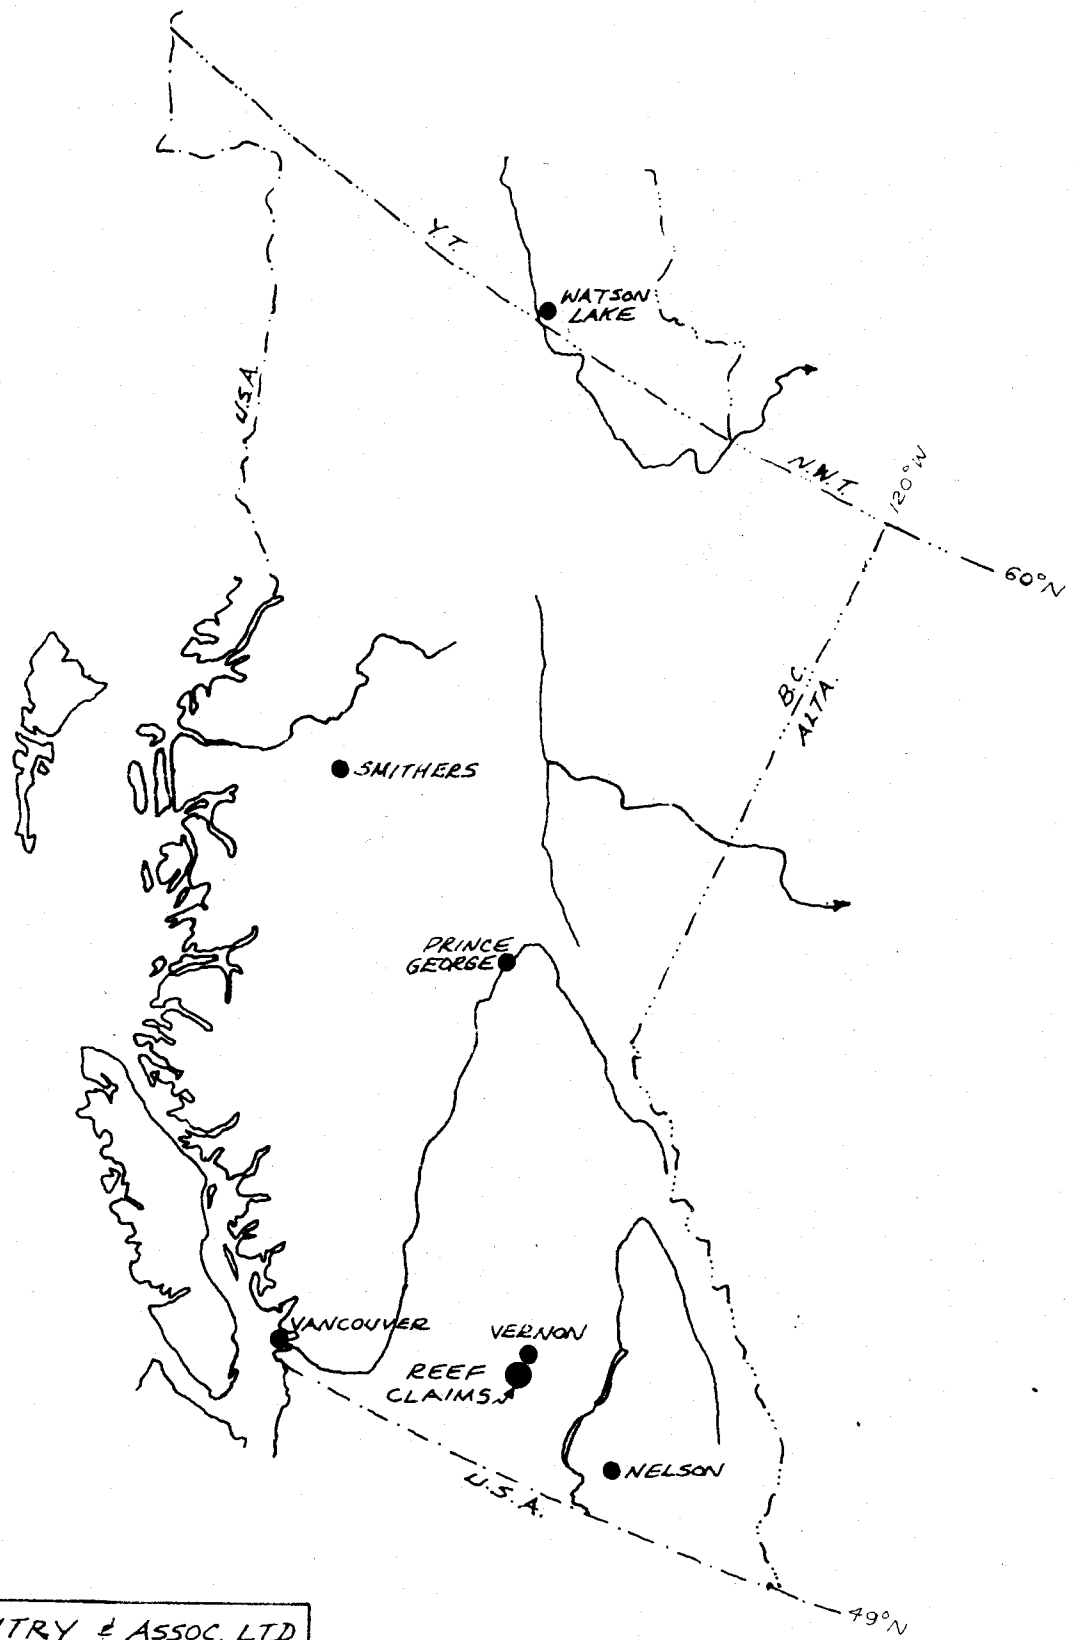 Y.T.
WATSON
LAKE
U.S.A.
N.W.T.
120°W
60°N
B.C.
ALTA.
SMITHERS
PRINCE
GEORGE
VANCOUVER
VERNON
REEF
CLAIMS
NELSON
U.S.A.
49°N
& ASSOC. LTD